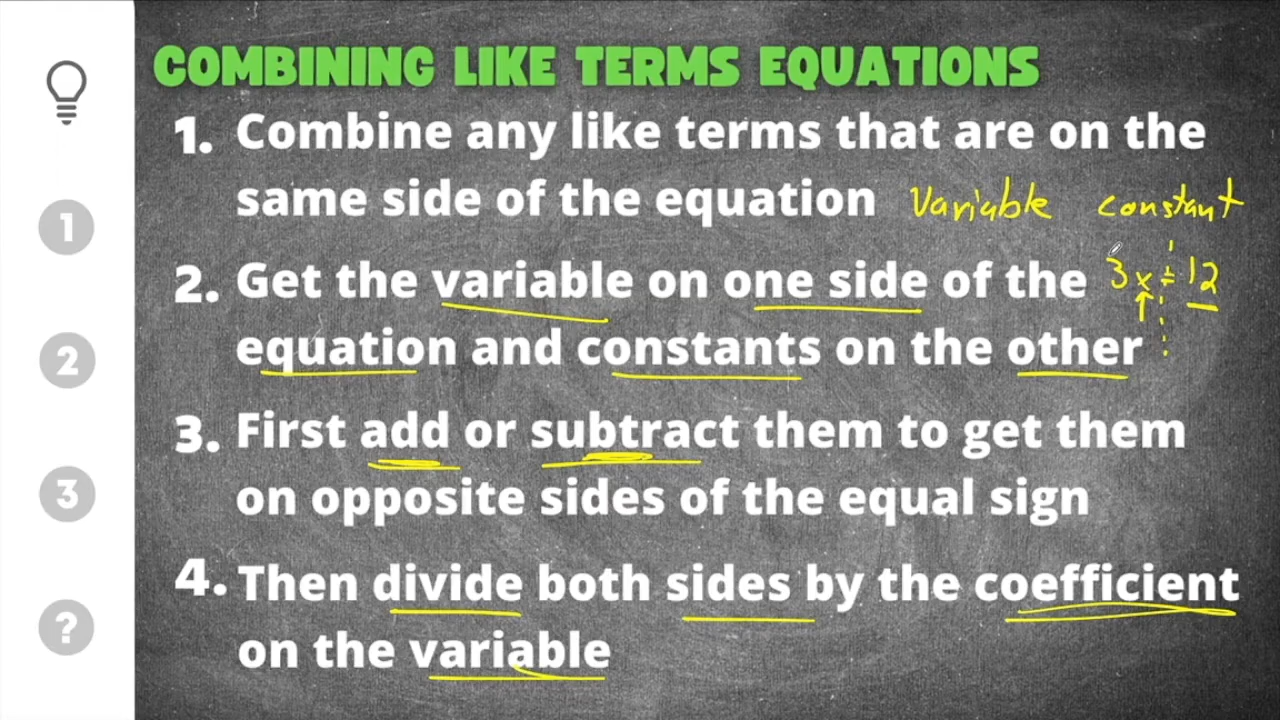 COMBINING LIKE TERMS EQUATIONS
1. Combine any like terms that are on the
same side of the equation variable constant
2. Get the variable on one side of the 3x = 12
equation and constants on the other
3. First add or subtract them to get them
on opposite sides of the equal sign
4. Then divide both sides by the coefficient
on the variable
1
2
3
?